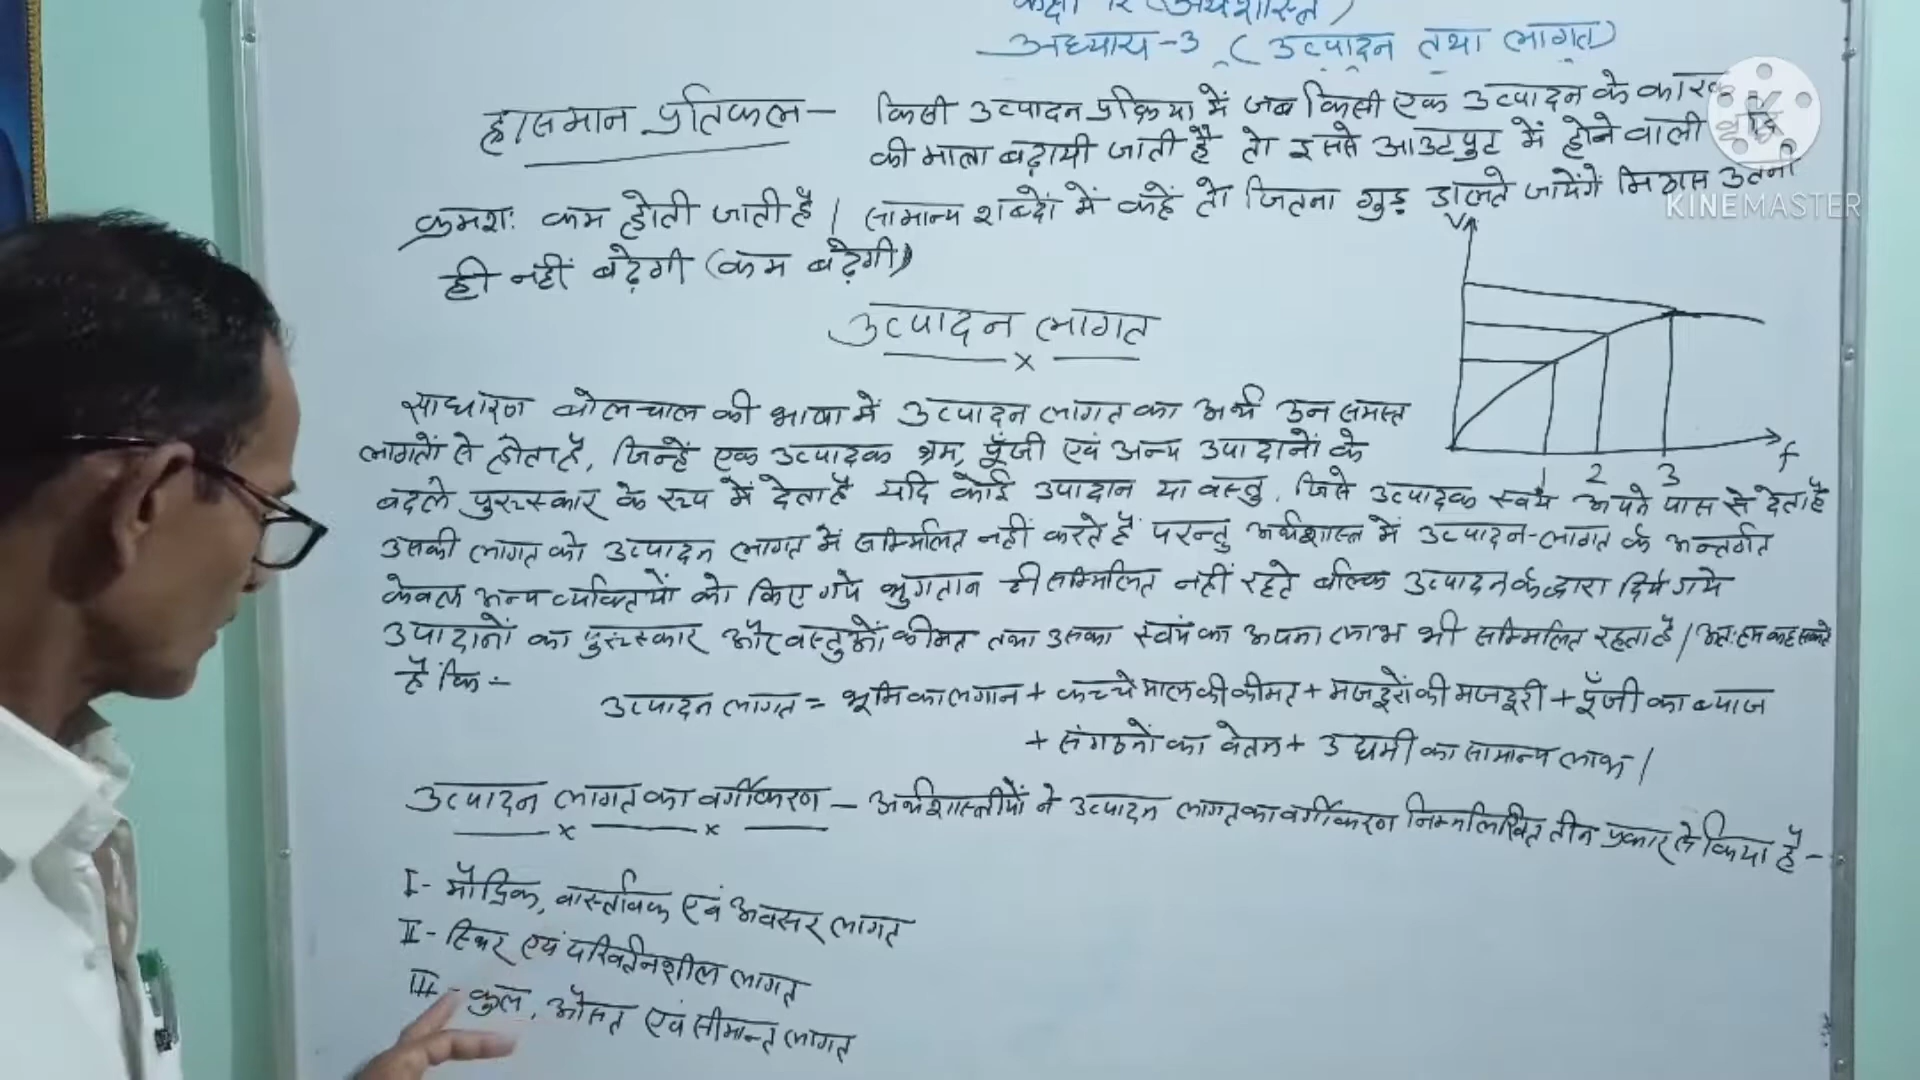 कक्षा 12 (अर्थशास्त्र)
अध्याय-3 (उत्पादन तथा लागत)
ह्रासमान प्रतिफल - किसी उत्पादन प्रक्रिया में जब किसी एक उत्पादन के कारक
की मात्रा बढ़ायी जाती है तो इससे आउटपुट में होने वाली
क्रमशः कम होती जाती है। सामान्य शब्दों में कहें तो जितना गुड़ डालते जायेंगें मिठास उतनी
ही नहीं बढ़ेगी (कम बढ़ेगी)
KINEMASTER
उत्पादन लागत
x
साधारण बोलचाल की भाषा में उत्पादन लागत का अर्थ उन समस्त
लागतों से होता है, जिन्हें एक उत्पादक श्रम, पूँजी एवं अन्य उपादानों के
बदले पुरुस्कार के रूप में देता है यदि कोई उपादान या वस्तु, जिसे उत्पादक स्वयं अपने पास से देता है
उसकी लागत को उत्पादन लागत में सम्मिलित नहीं करते हैं परन्तु अर्थशास्त्र में उत्पादन-लागत के अन्तर्गत
केवल अन्य व्यक्तियों को किए गये भुगतान ही सम्मिलित नहीं रहते बल्कि उत्पादन के द्वारा दिये गये
उपादानों का पुरुस्कार और वस्तुओं कीमत तथा उसका स्वयं का अपना लाभ भी सम्मिलित रहता है। अतः हम कह सकते
हैं कि -
उत्पादन लागत = भूमि का लगान + कच्चे माल की कीमत + मजदूरों की मजदूरी + पूँजी का ब्याज
+ संगठनों का वेतन + उद्यमी का सामान्य लाभ।
उत्पादन लागत का वर्गीकरण - अर्थशास्त्रीयों ने उत्पादन लागत का वर्गीकरण निम्नलिखित तीन प्रकार से किया है -
x x
I - मौद्रिक, वास्तविक एवं अवसर लागत
II - स्थिर एवं परिवर्तनशील लागत
III - कुल, औसत एवं सीमान्त लागत
y
1 2 3 f